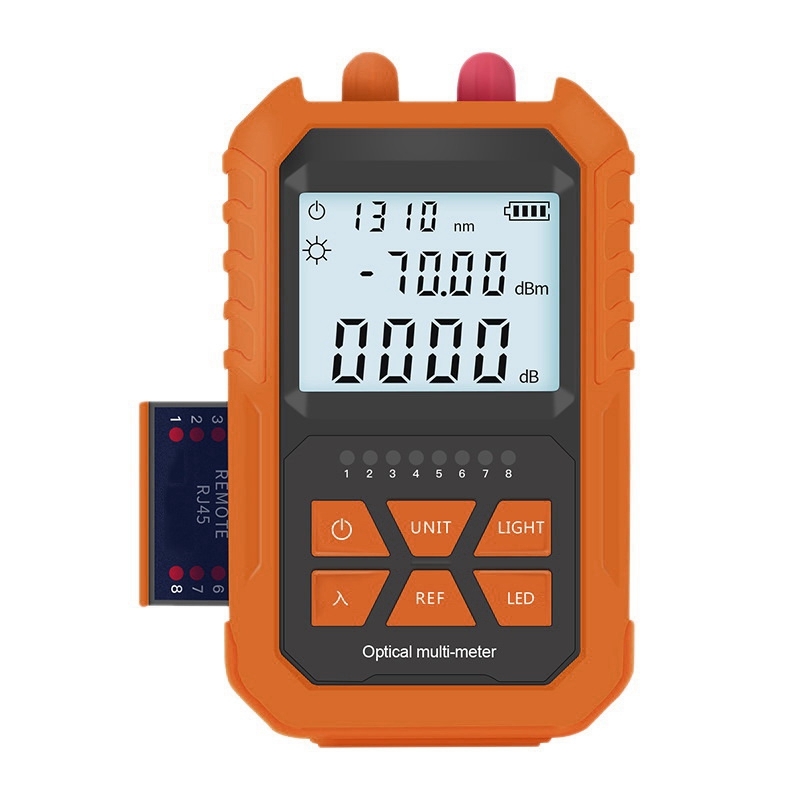 1310 nm
-70.00 dBm
0000 dB
1 2 3
REMOTE
RJ45
8 7 6
1 2 3 4 5 6 7 8
UNIT LIGHT
入 REF LED
Optical multi-meter